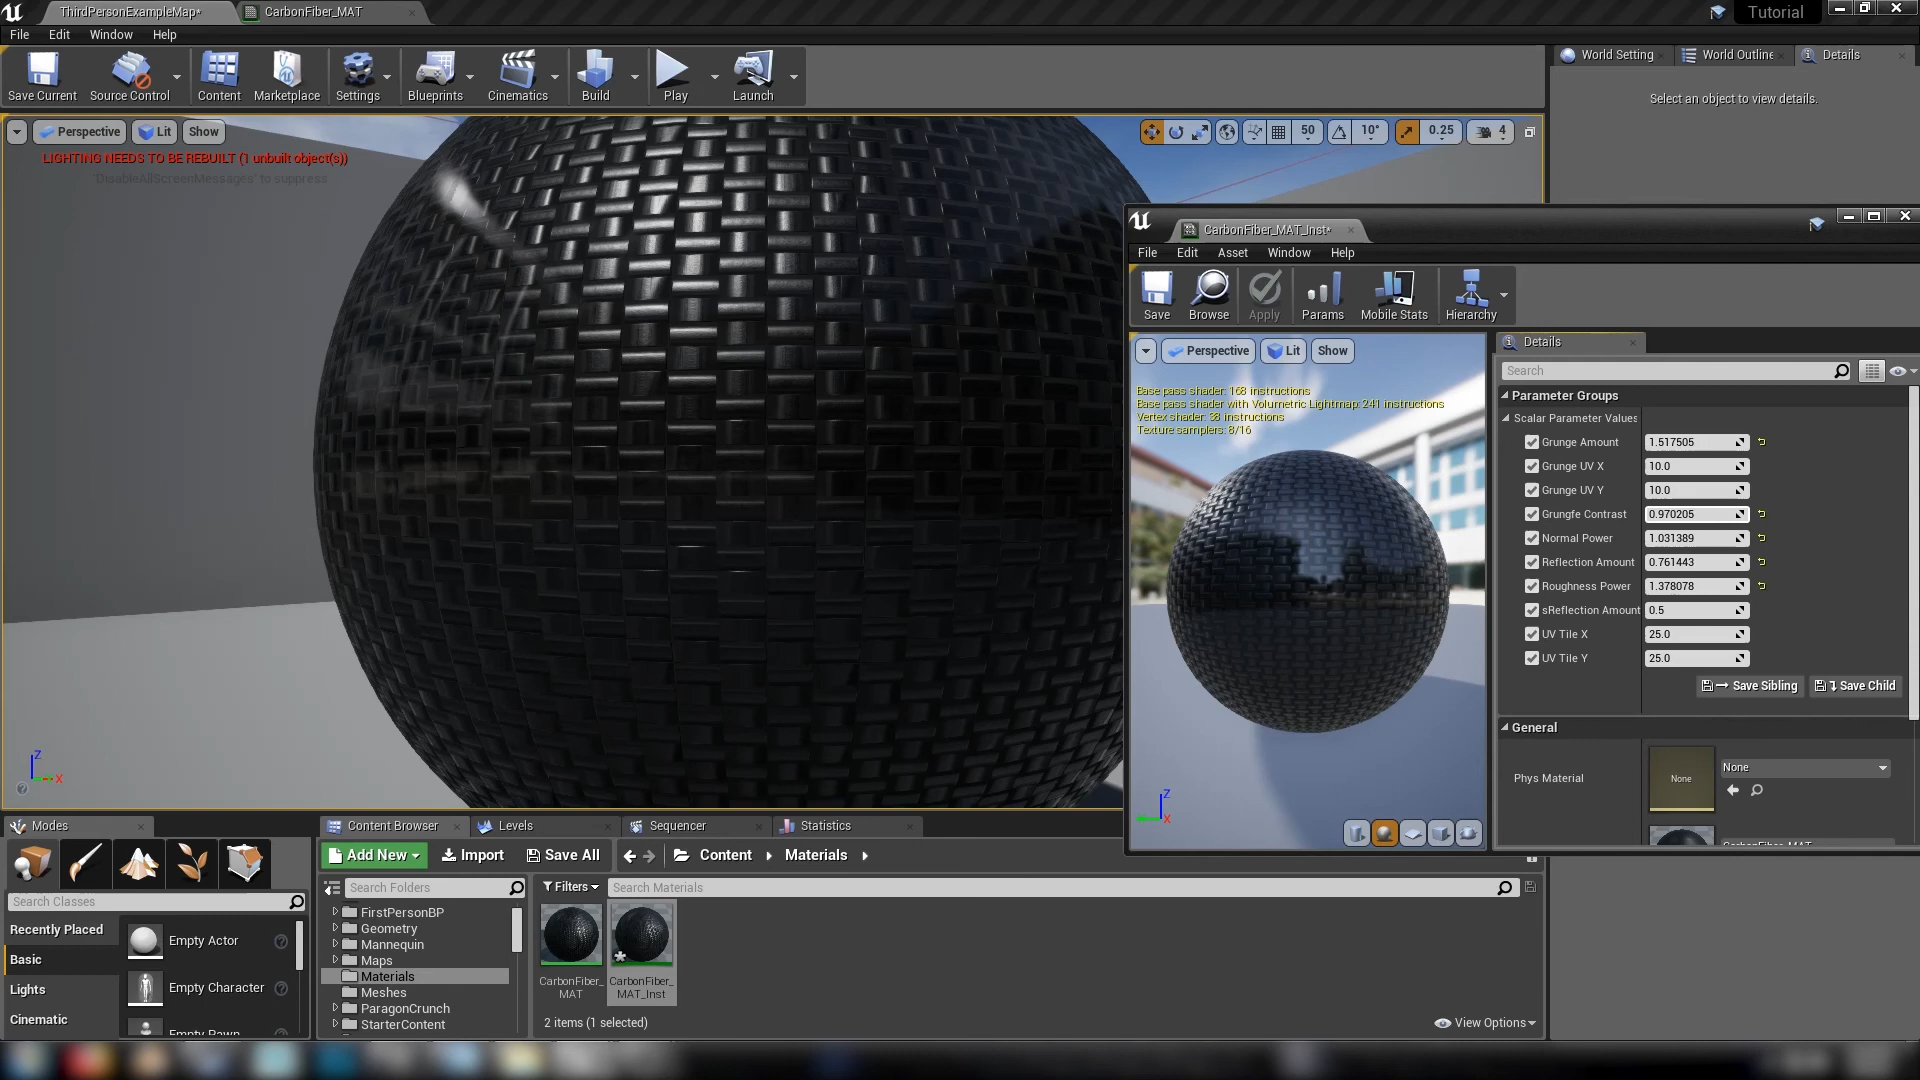 ThirdPersonExampleMap*
CarbonFiber_MAT
Tutorial
File Edit Window Help
Save Current
Source Control
Content
Marketplace
Settings
Blueprints
Cinematics
Build
Play
Launch
World Setting
World Outline
Details
Select an object to view details.
Perspective
Lit
Show
50
10°
0.25
4
LIGHTING NEEDS TO BE REBUILT (1 unbuilt object(s))
'DisableAllScreenMessages' to suppress
Z
X
CarbonFiber_MAT_Inst*
File Edit Asset Window Help
Save
Browse
Apply
Params
Mobile Stats
Hierarchy
Perspective
Lit
Show
Base pass shader: 168 instructions
Base pass shader with Volumetric Lightmap: 241 instructions
Vertex shader: 38 instructions
Texture samplers: 8/16
Z
X
Details
Search
Parameter Groups
Scalar Parameter Values
Grunge Amount 1.517505
Grunge UV X 10.0
Grunge UV Y 10.0
Grungfe Contrast 0.970205
Normal Power 1.031389
Reflection Amount 0.761443
Roughness Power 1.378078
sReflection Amount 0.5
UV Tile X 25.0
UV Tile Y 25.0
Save Sibling
Save Child
General
Phys Material
None
None
CarbonFiber_MAT
Modes
Search Classes
Recently Placed
Basic
Lights
Cinematic
Empty Actor
Empty Character
Empty Pawn
Content Browser
Levels
Sequencer
Statistics
Add New
Import
Save All
Content
Materials
Search Folders
Filters
Search Materials
FirstPersonBP
Geometry
Mannequin
Maps
Materials
Meshes
ParagonCrunch
StarterContent
CarbonFiber_
MAT
CarbonFiber_
MAT_Inst
2 items (1 selected)
View Options